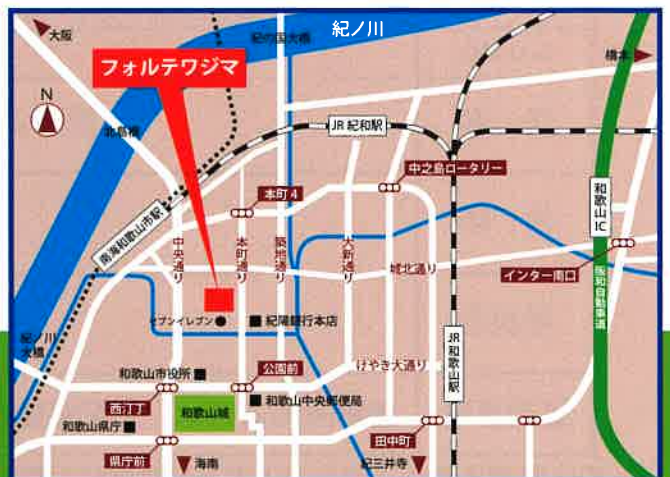 紀ノ川
大阪
紀の国大橋
フォルテワジマ
橋本
N
北島橋
JR 紀和駅
中之島ロータリー
本町4
和歌山IC
南海和歌山市駅
中央通り
本町通り
築地通り
大新通り
城北通り
インター南口
阪和自動車道
セブンイレブン
紀陽銀行本店
紀ノ川
大橋
JR和歌山駅
けやき大通り
和歌山市役所
公園前
西汀丁
和歌山城
和歌山中央郵便局
和歌山県庁
田中町
県庁前
海南
紀三井寺